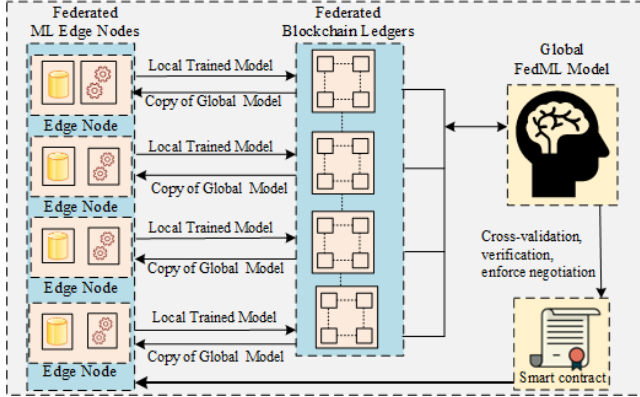 Federated
ML Edge Nodes
Federated
Blockchain Ledgers
Global
FedML Model
Local Trained Model
Copy of Global Model
Edge Node
Local Trained Model
Copy of Global Model
Edge Node
Local Trained Model
Copy of Global Model
Edge Node
Local Trained Model
Copy of Global Model
Edge Node
Cross-validation,
verification,
enforce negotiation
Smart contract